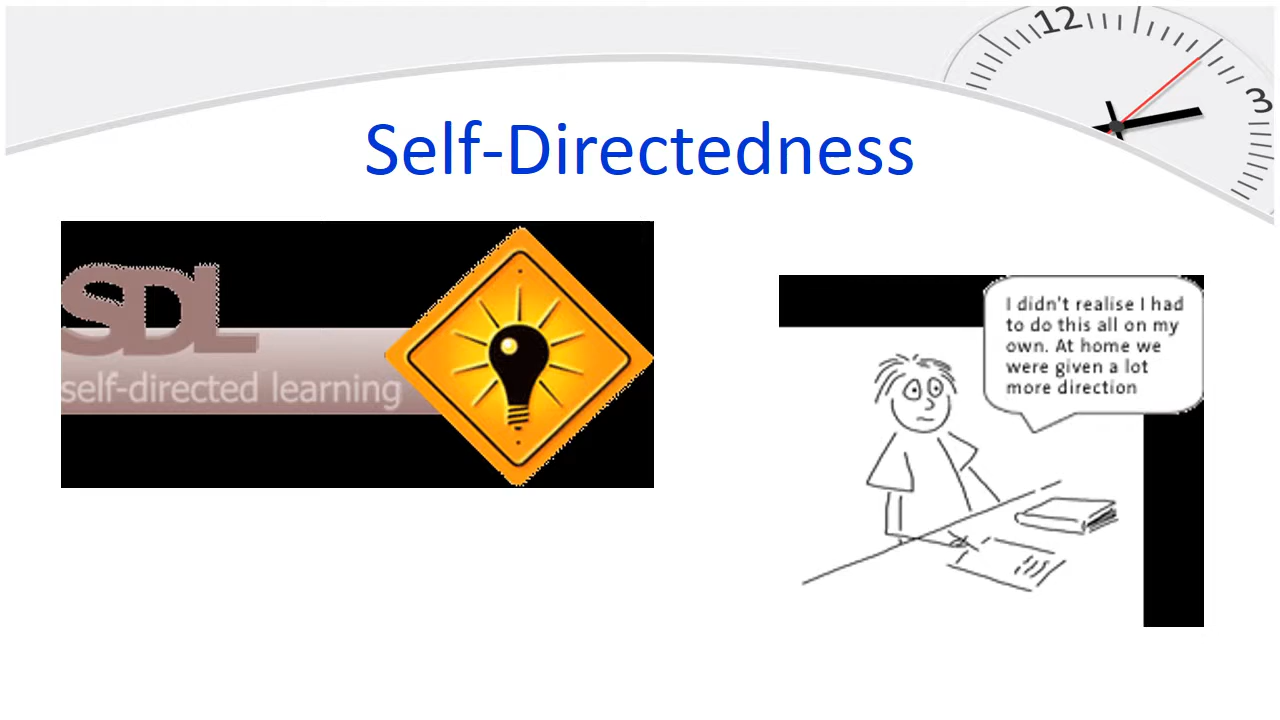 12
3
Self-Directedness
SDL
self-directed learning
I didn't realise I had
to do this all on my
own. At home we
were given a lot
more direction